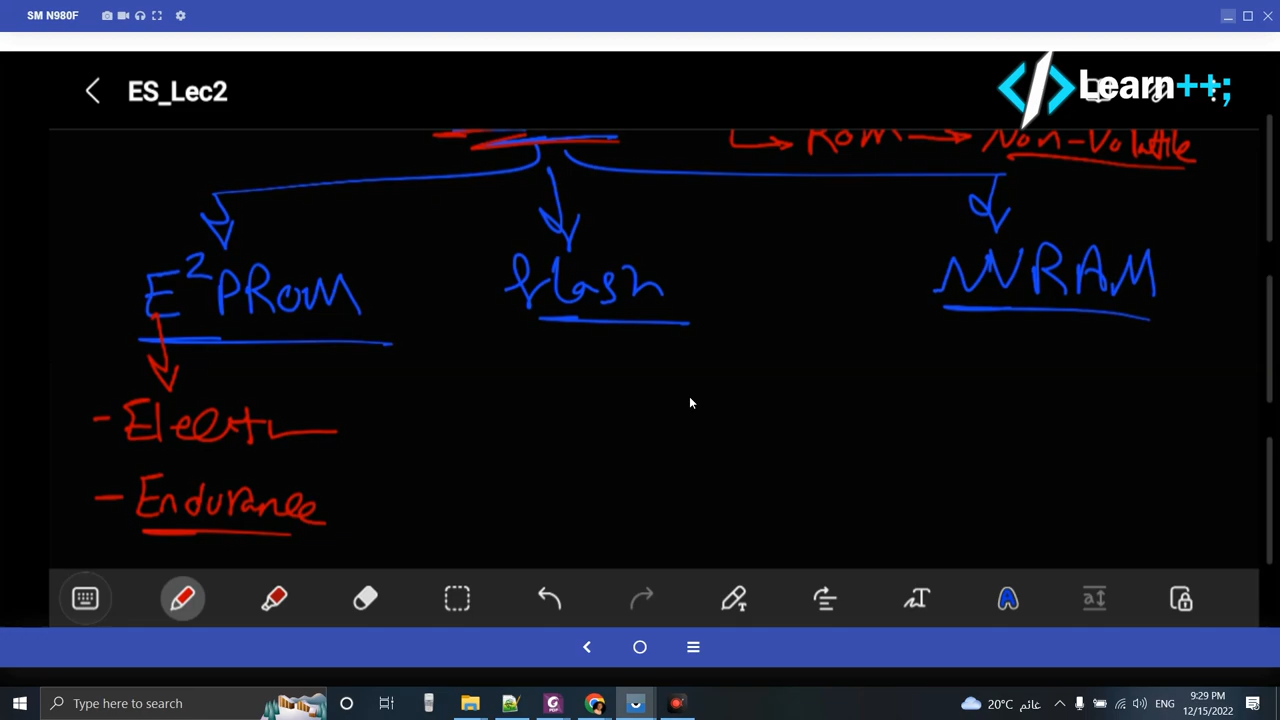 SM N980F
ES_Lec2
Learn++;
ROM → Non-Volatile
E²PROM
flash
NVRAM
- Electr
- Endurance
Type here to search
20°C غائم
ENG
9:29 PM
12/15/2022